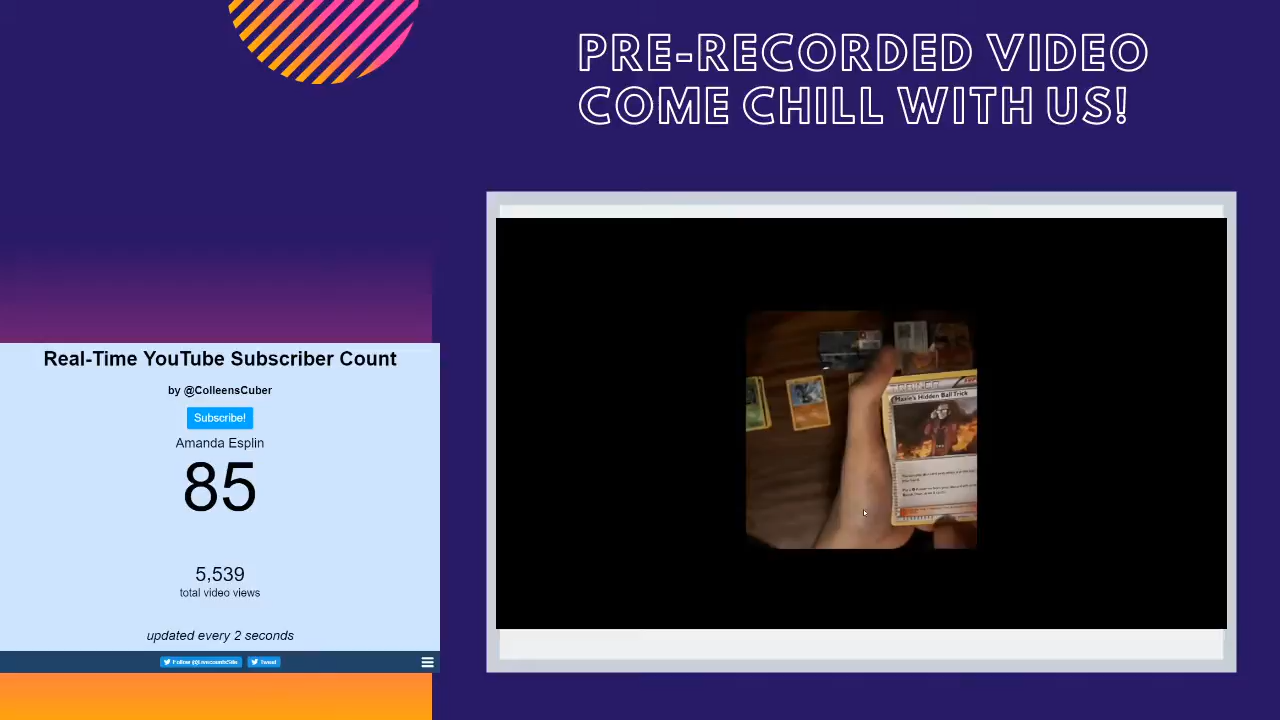 PRE-RECORDED VIDEO
COME CHILL WITH US!
Real-Time YouTube Subscriber Count
by @ColleensCuber
Subscribe!
Amanda Esplin
85
5,539
total video views
updated every 2 seconds
Tweet
TRAINER
Maxie's Hidden Ball Trick